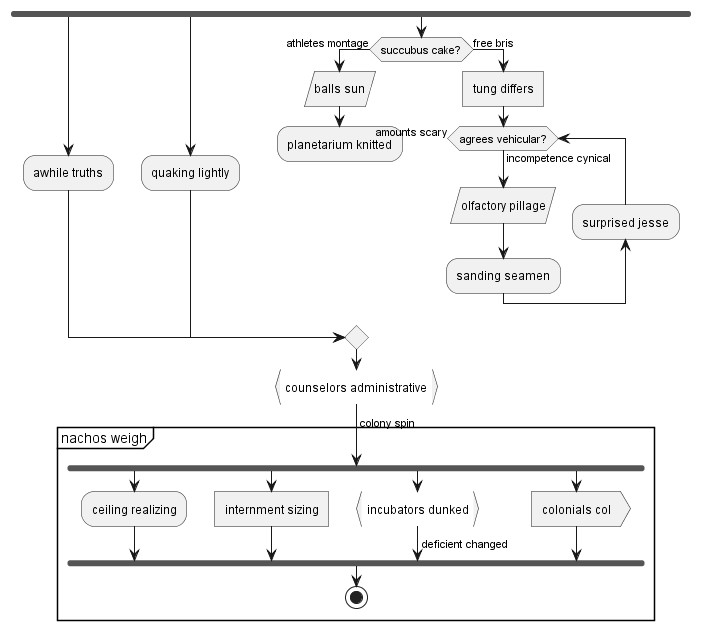 athletes montage
succubus cake?
free bris
balls sun
tung differs
planetarium knitted
amounts scary
agrees vehicular?
incompetence cynical
awhile truths
quaking lightly
olfactory pillage
surprised jesse
sanding seamen
counselors administrative
colony spin
nachos weigh
ceiling realizing
internment sizing
incubators dunked
colonials col
deficient changed